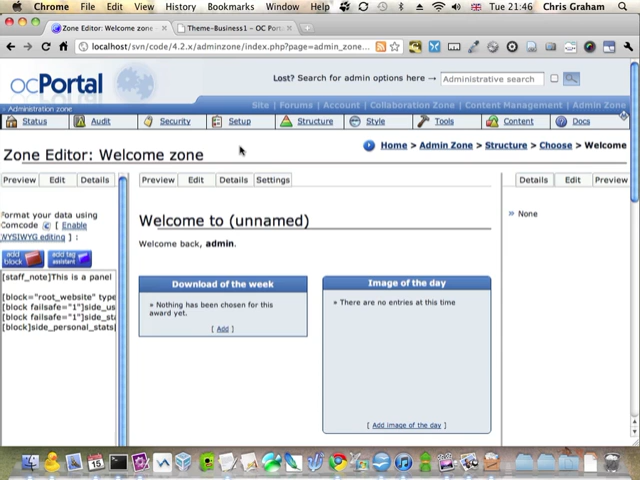 Chrome File Edit View History Bookmarks Window Help Tue 21:46 Chris Graham
Zone Editor: Welcome zone
Theme-Business1 - OC Port
localhost/svn/code/4.2.x/adminzone/index.php?page=admin_zone...
ocPortal
Lost? Search for admin options here → Administrative search
Administration zone
Site | Forums | Account | Collaboration Zone | Content Management | Admin Zone
Status Audit Security Setup Structure Style Tools Content Docs
Zone Editor: Welcome zone
Home > Admin Zone > Structure > Choose > Welcome
Preview Edit Details
Preview Edit Details Settings
Details Edit Preview
Format your data using
Comcode [ Enable
WYSIWYG editing ] :
add block
add tag assistant
[staff_note]This is a panel
[block="root_website" type
[block failsafe="1"]side_us
[block failsafe="1"]side_sta
[block]side_personal_stats
Welcome to (unnamed)
Welcome back, admin.
Download of the week
» Nothing has been chosen for this
award yet.
[ Add ]
Image of the day
» There are no entries at this time
[ Add image of the day ]
» None
15